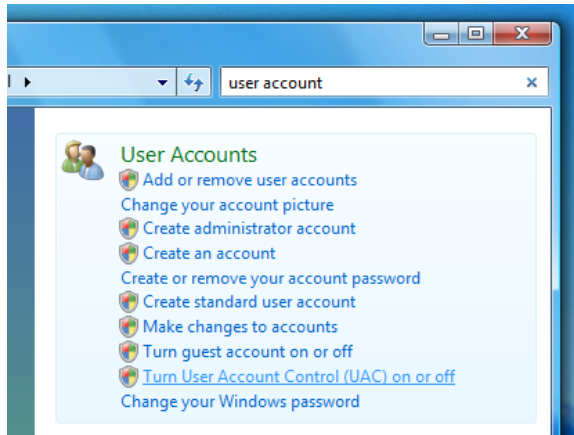 user account
User Accounts
Add or remove user accounts
Change your account picture
Create administrator account
Create an account
Create or remove your account password
Create standard user account
Make changes to accounts
Turn guest account on or off
Turn User Account Control (UAC) on or off
Change your Windows password